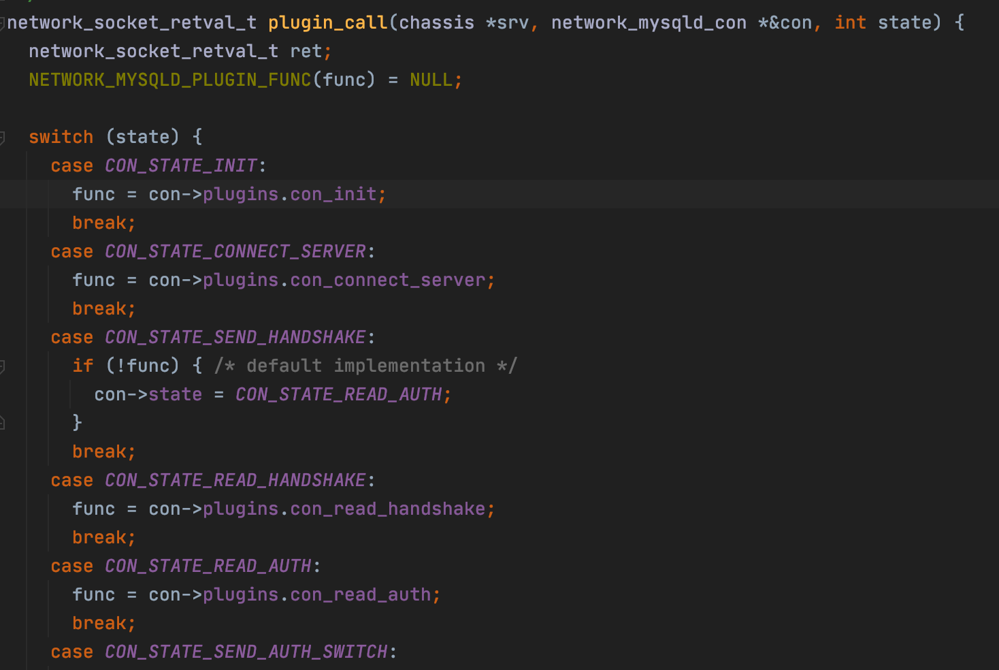 network_socket_retval_t plugin_call(chassis *srv, network_mysqld_con *&con, int state) {
network_socket_retval_t ret;
NETWORK_MYSQLD_PLUGIN_FUNC(func) = NULL;
switch (state) {
case CON_STATE_INIT:
func = con->plugins.con_init;
break;
case CON_STATE_CONNECT_SERVER:
func = con->plugins.con_connect_server;
break;
case CON_STATE_SEND_HANDSHAKE:
if (!func) { /* default implementation */
con->state = CON_STATE_READ_AUTH;
}
break;
case CON_STATE_READ_HANDSHAKE:
func = con->plugins.con_read_handshake;
break;
case CON_STATE_READ_AUTH:
func = con->plugins.con_read_auth;
break;
case CON_STATE_SEND_AUTH_SWITCH: